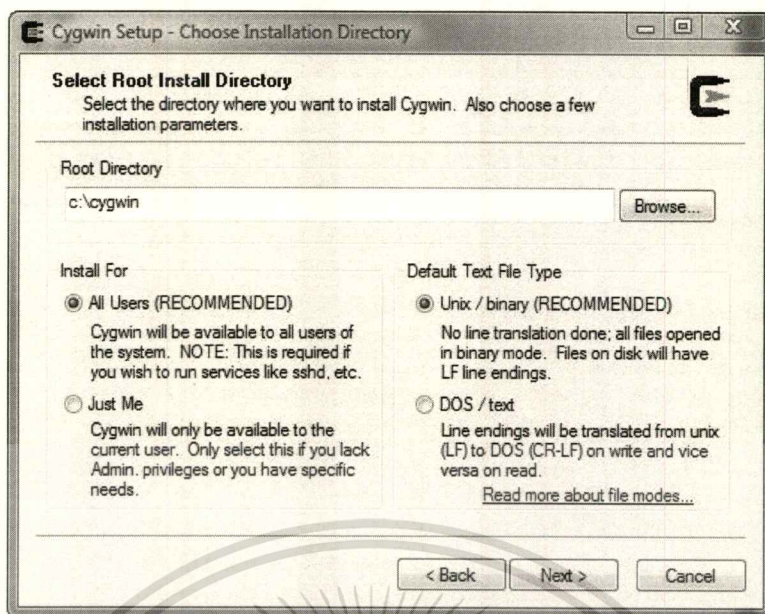 Cygwin Setup - Choose Installation Directory
Select Root Install Directory
Select the directory where you want to install Cygwin. Also choose a few
installation parameters.
Root Directory
c:\cygwin
Browse...
Install For
All Users (RECOMMENDED)
Cygwin will be available to all users of
the system. NOTE: This is required if
you wish to run services like sshd, etc.
Just Me
Cygwin will only be available to the
current user. Only select this if you lack
Admin. privileges or you have specific
needs.
Default Text File Type
Unix / binary (RECOMMENDED)
No line translation done; all files opened
in binary mode. Files on disk will have
LF line endings.
DOS / text
Line endings will be translated from unix
(LF) to DOS (CR-LF) on write and vice
versa on read.
Read more about file modes...
< Back
Next >
Cancel